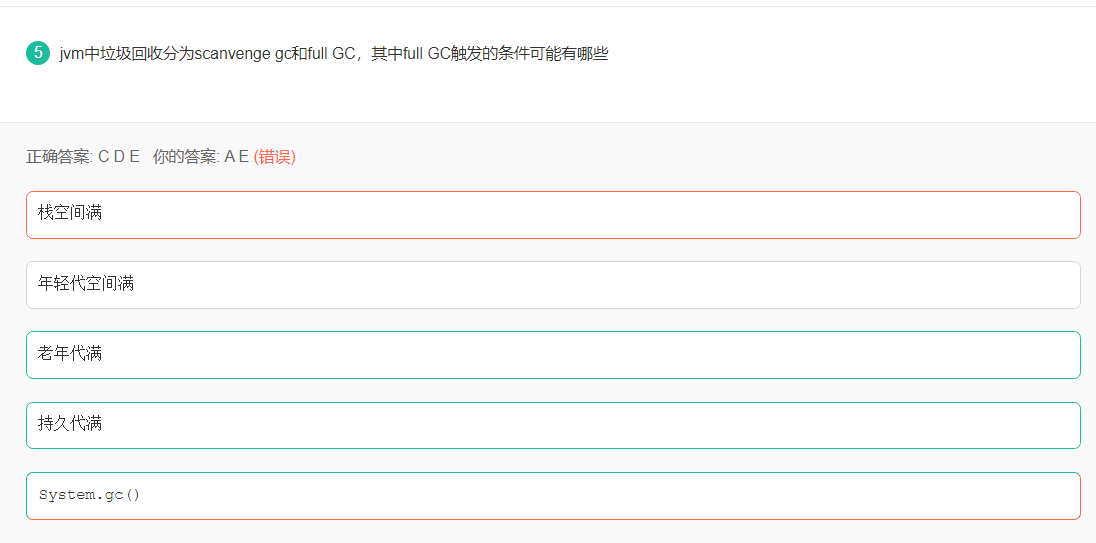 5 jvm中垃圾回收分为scanvenge gc和full GC，其中full GC触发的条件可能有哪些
正确答案: C D E 你的答案: A E (错误)
栈空间满
年轻代空间满
老年代满
持久代满
System.gc()